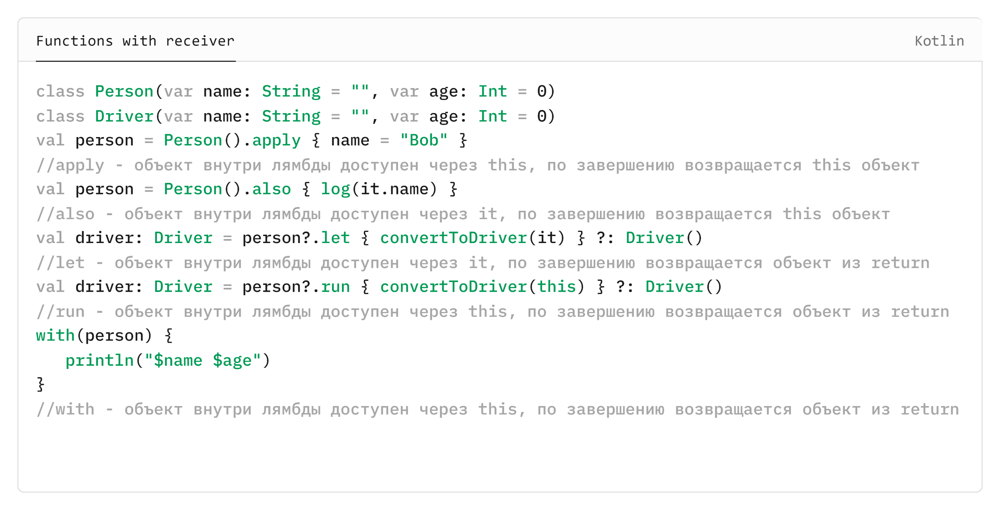 Functions with receiver
Kotlin
class Person(var name: String = "", var age: Int = 0)
class Driver(var name: String = "", var age: Int = 0)
val person = Person().apply { name = "Bob" }
//apply - объект внутри лямбды доступен через this, по завершению возвращается this объект
val person = Person().also { log(it.name) }
//also - объект внутри лямбды доступен через it, по завершению возвращается this объект
val driver: Driver = person?.let { convertToDriver(it) } ?: Driver()
//let - объект внутри лямбды доступен через it, по завершению возвращается объект из return
val driver: Driver = person?.run { convertToDriver(this) } ?: Driver()
//run - объект внутри лямбды доступен через this, по завершению возвращается объект из return
with(person) {
    println("$name $age")
}
//with - объект внутри лямбды доступен через this, по завершению возвращается объект из return